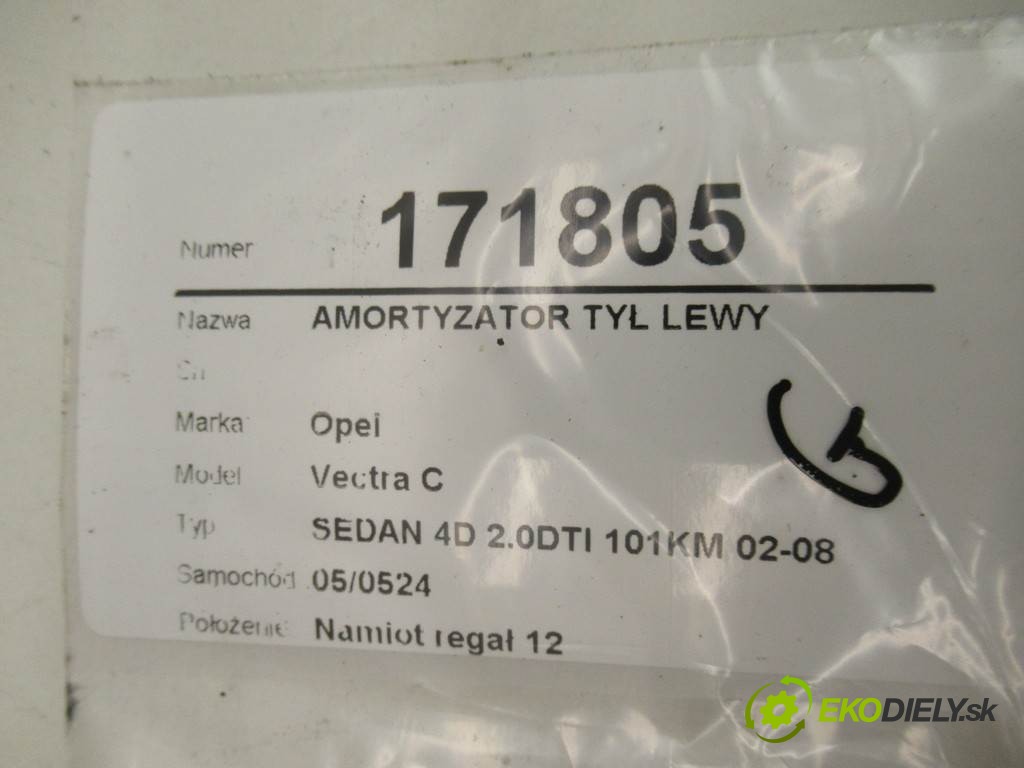 Numer 171805
Nazwa AMORTYZATOR TYŁ LEWY
Marka Opel
Model Vectra C
Typ SEDAN 4D 2.0DTI 101KM 02-08
Samochód 05/0524
Położenie Namiot regał 12
EKODIELY.sk